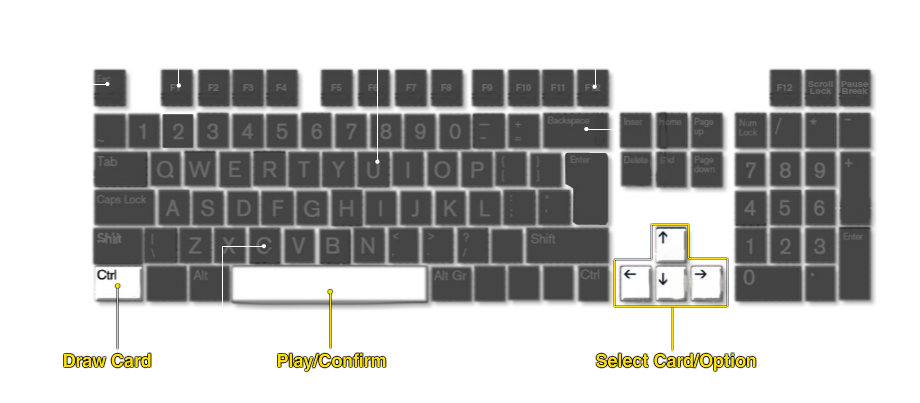 Esc F1 F2 F3 F4 F5 F6 F7 F8 F9 F10 F11 F12 Scroll Lock Pause Break
~ 1 2 3 4 5 6 7 8 9 0 - = + Backspace Inser Home Page up Num Lock / * -
Tab Q W E R T Y U I O P [ ] Enter Delete End Page down 7 8 9 +
Caps Lock A S D F G H I J K L ; 4 5 6
Shift Z X C V B N < > ? / Shift ↑ 1 2 3 Enter
Ctrl Alt Alt Gr Ctrl ← ↓ → 0 .
Draw Card Play/Confirm Select Card/Option